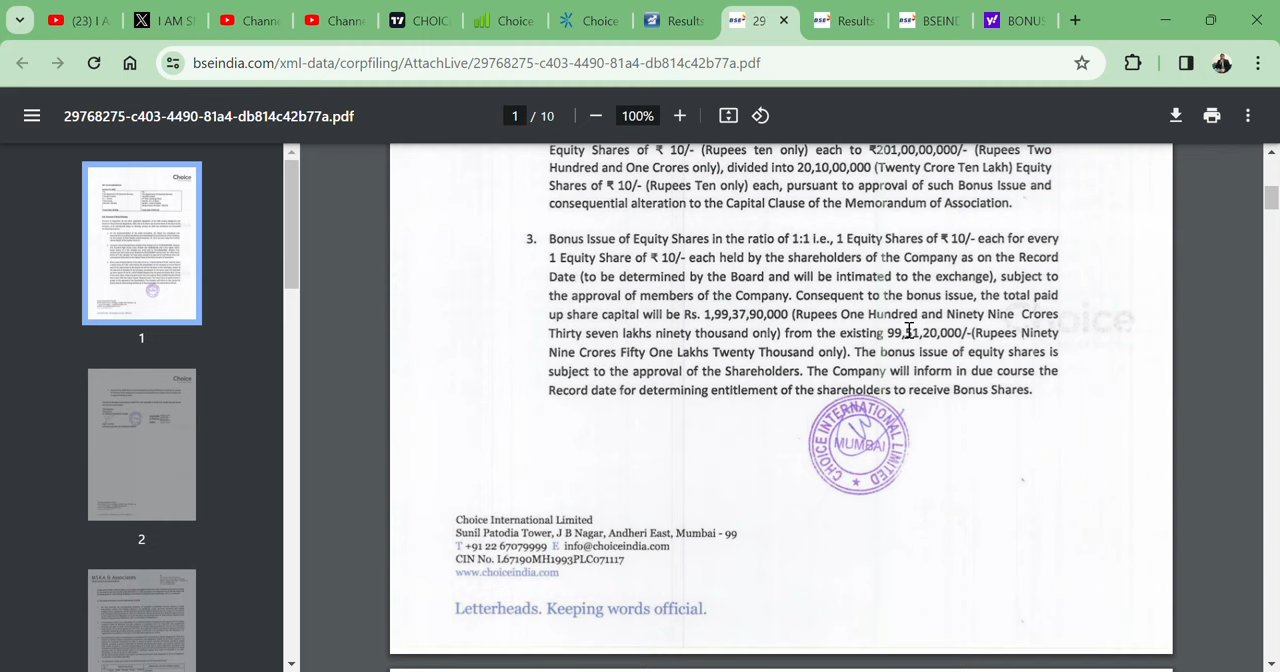 (23) I A
I AM S
Chann
Chann
CHOIC
Choice
Choice
Results
BSE
29
BSE
Results
BSE
BSEIND
BONUS
bseindia.com/xml-data/corpfiling/AttachLive/29768275-c403-4490-81a4-db814c42b77a.pdf
29768275-c403-4490-81a4-db814c42b77a.pdf
1 / 10
100%
Choice
1
Choice
2
Equity Shares of ₹ 10/- (Rupees ten only) each to ₹201,00,00,000/- (Rupees Two
Hundred and One Crores only), divided into 20,10,00,000 (Twenty Crore Ten Lakh) Equity
Shares of ₹ 10/- (Rupees Ten only) each, pursuant to approval of such Bonus Issue and
consequential alteration to the Capital Clause of the Memorandum of Association.
3. Bonus Issue of Equity Shares in the ratio of 1:1 i.e., 1 Equity Shares of ₹ 10/- each for every
1 Equity Share of ₹ 10/- each held by the shareholders of the Company as on the Record
Date (to be determined by the Board and will be intimated to the exchange), subject to
the approval of members of the Company. Consequent to the bonus issue, the total paid
up share capital will be Rs. 1,99,37,90,000 (Rupees One Hundred and Ninety Nine Crores
Thirty seven lakhs ninety thousand only) from the existing 99,51,20,000/-(Rupees Ninety
Nine Crores Fifty One Lakhs Twenty Thousand only). The bonus issue of equity shares is
subject to the approval of the Shareholders. The Company will inform in due course the
Record date for determining entitlement of the shareholders to receive Bonus Shares.
Choice
CHOICE INTERNATIONAL LIMITED
MUMBAI
Choice International Limited
Sunil Patodia Tower, J B Nagar, Andheri East, Mumbai - 99
T +91 22 67079999 E info@choiceindia.com
CIN No. L67190MH1993PLC071117
www.choiceindia.com
Letterheads. Keeping words official.